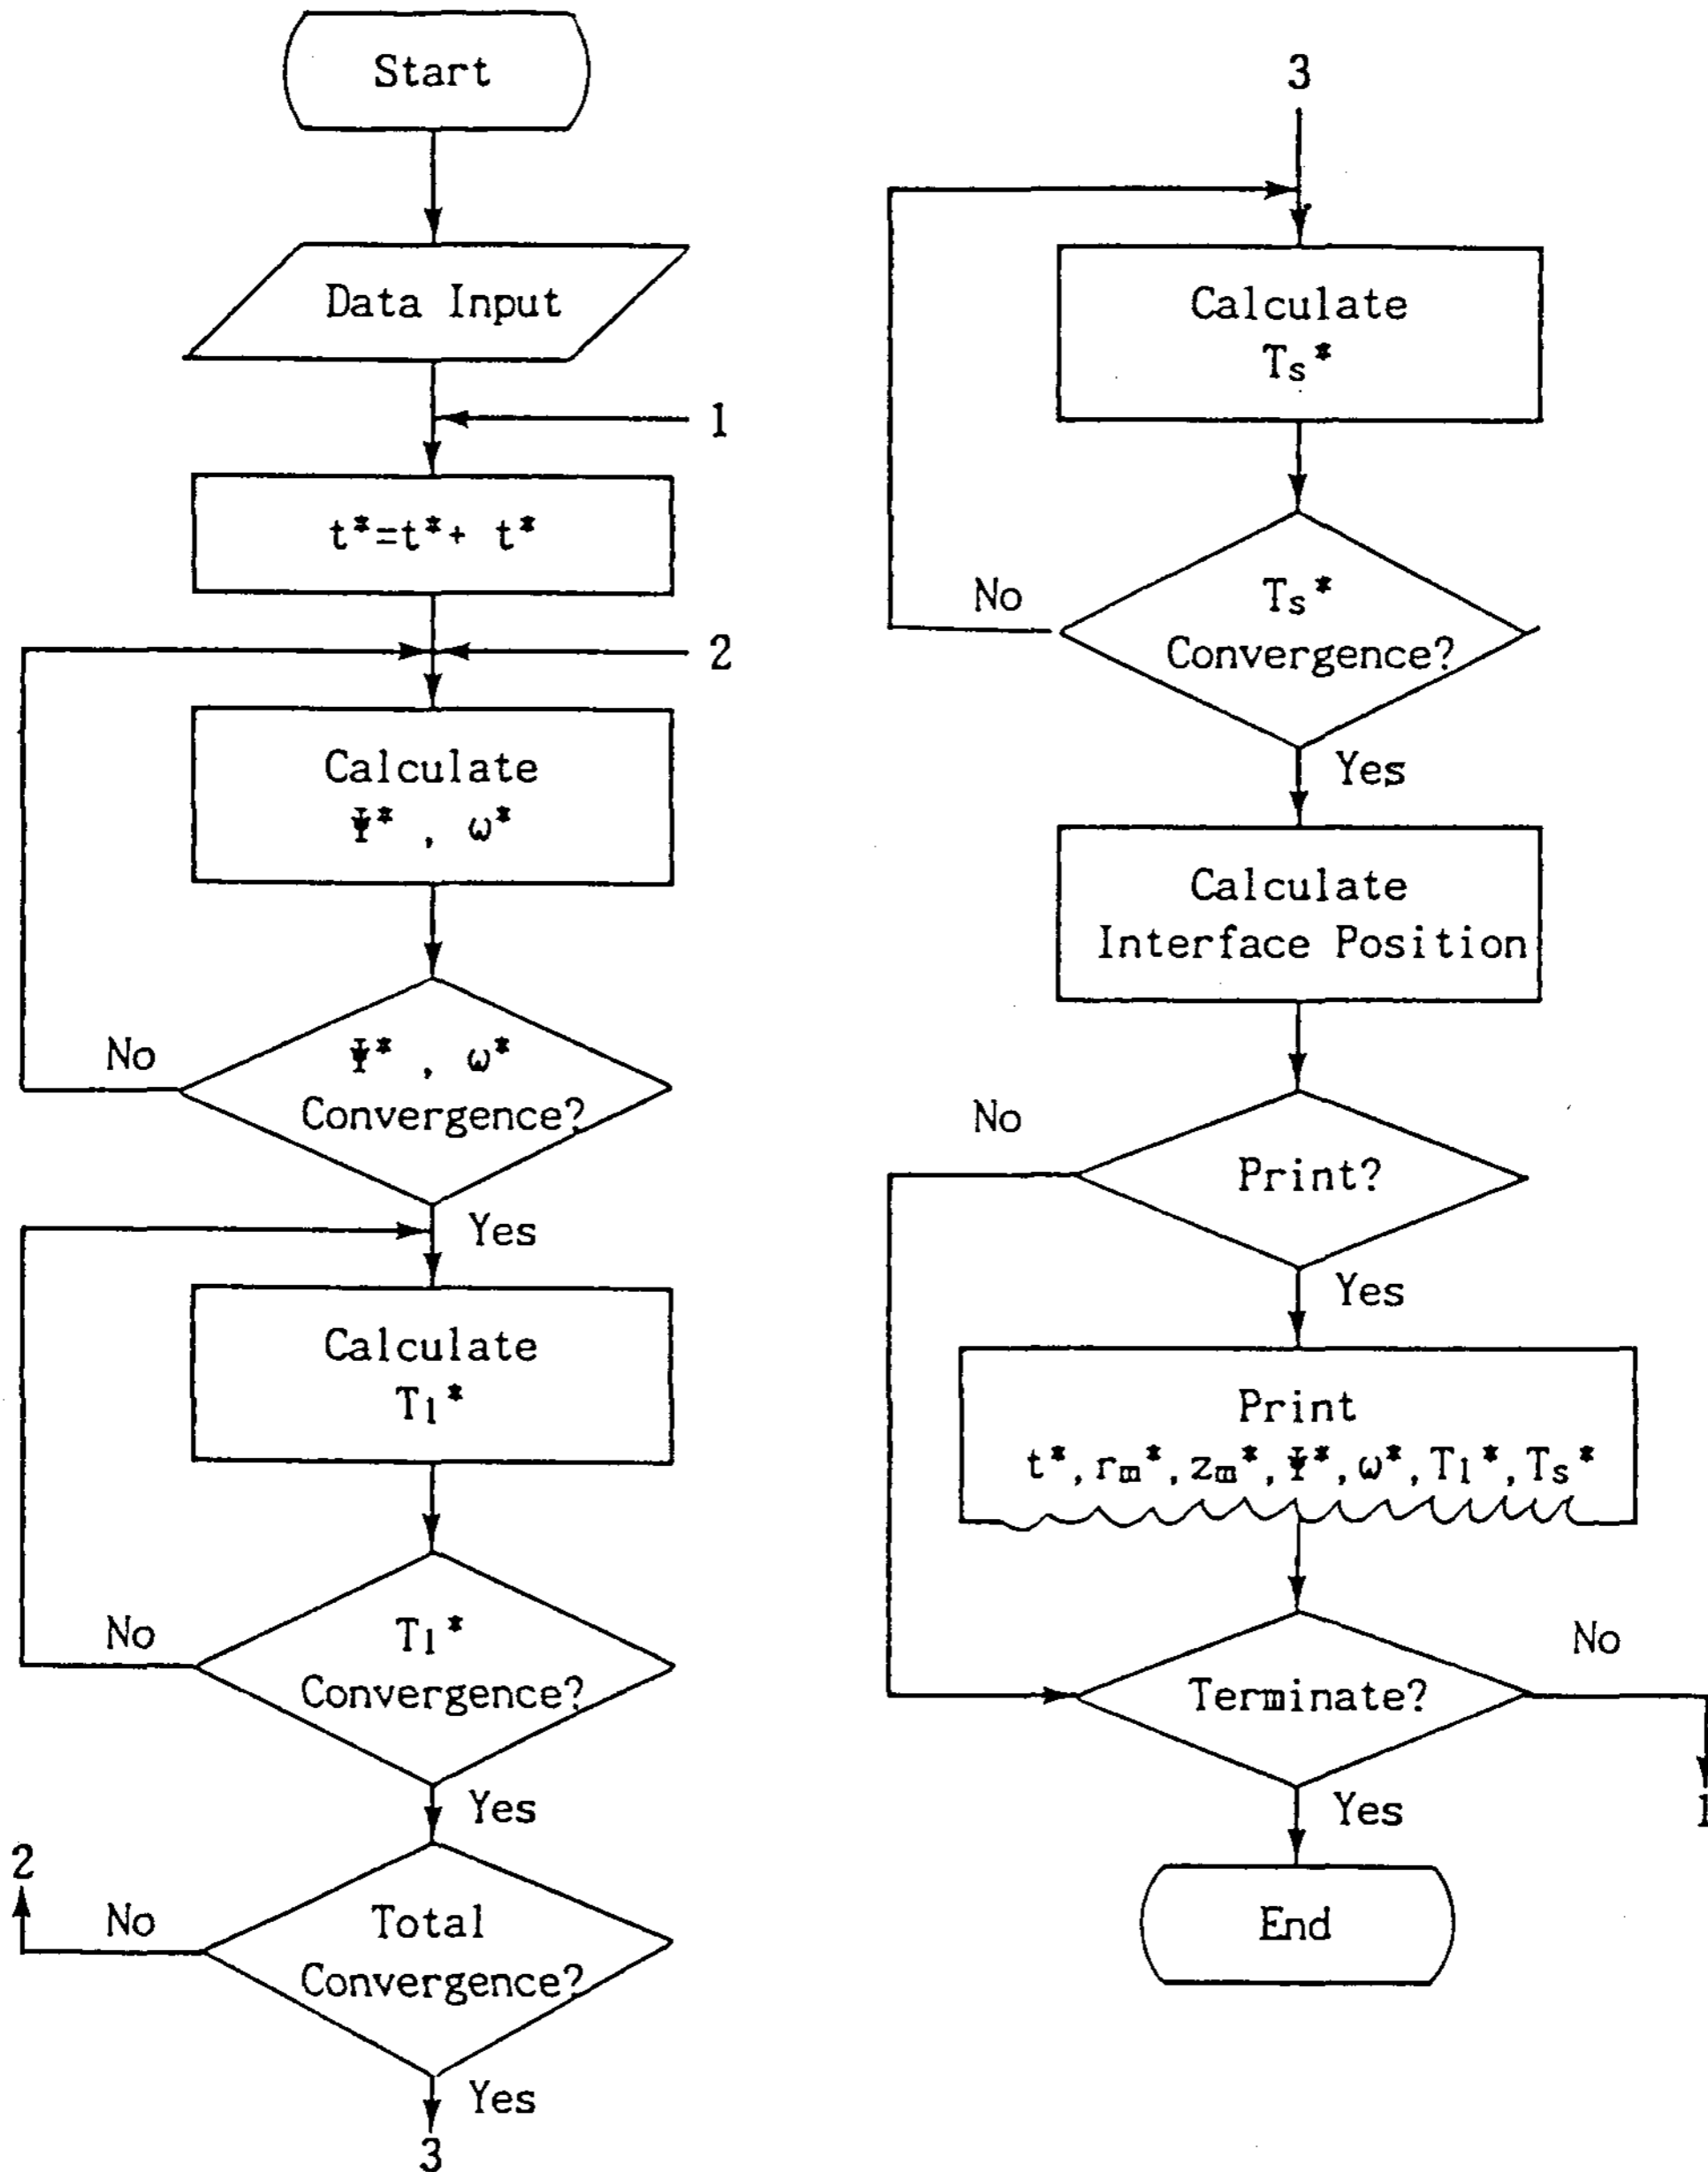 Start
Data Input
1
t*=t*+ t*
2
Calculate
Ψ* , ω*
No
Ψ* , ω*
Convergence?
Yes
Calculate
Tl*
No
Tl*
Convergence?
Yes
2
No
Total
Convergence?
Yes
3
3
Calculate
Ts*
No
Ts*
Convergence?
Yes
Calculate
Interface Position
No
Print?
Yes
Print
t*, rm*, zm*, Ψ*, ω*, Tl*, Ts*
No
Terminate?
1
Yes
End